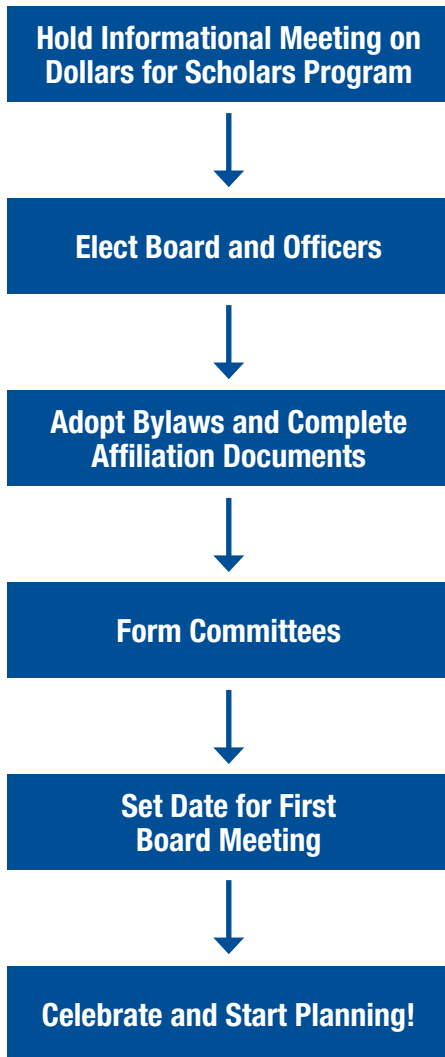 Hold Informational Meeting on
Dollars for Scholars Program
Elect Board and Officers
Adopt Bylaws and Complete
Affiliation Documents
Form Committees
Set Date for First
Board Meeting
Celebrate and Start Planning!